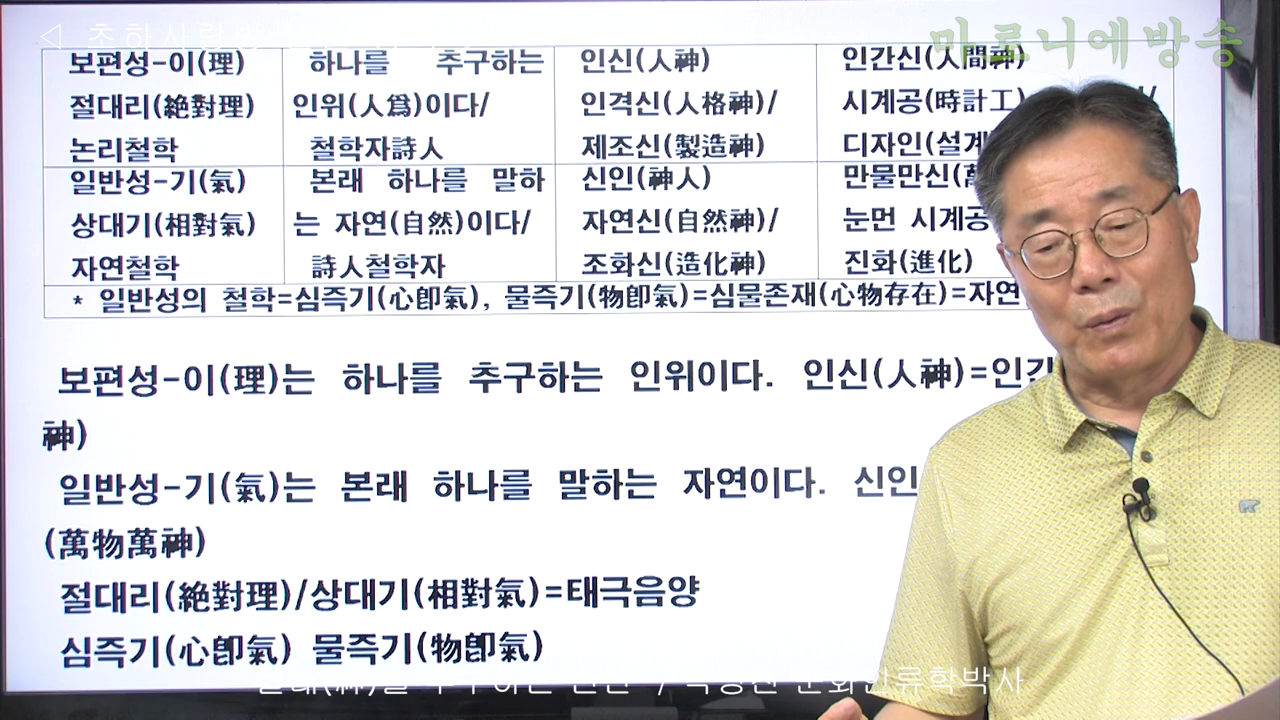 ◁ 초하사랑방
마로니에방송
보편성-이(理) 하나를 추구하는 인신(人神) 인간신(人間神)
절대리(絶對理) 인위(人爲)이다/ 인격신(人格神)/ 시계공(時計工)
논리철학 철학자詩人 제조신(製造神) 디자인(설계
일반성-기(氣) 본래 하나를 말하 신인(神人) 만물만신(萬
상대기(相對氣) 는 자연(自然)이다/ 자연신(自然神)/ 눈먼 시계공
자연철학 詩人철학자 조화신(造化神) 진화(進化)
* 일반성의 철학=심즉기(心卽氣), 물즉기(物卽氣)=심물존재(心物存在)=자연
보편성-이(理)는 하나를 추구하는 인위이다. 인신(人神)=인간
神)
일반성-기(氣)는 본래 하나를 말하는 자연이다. 신인
(萬物萬神)
절대리(絶對理)/상대기(相對氣)=태극음양
심즉기(心卽氣) 물즉기(物卽氣)
문화인류학박사